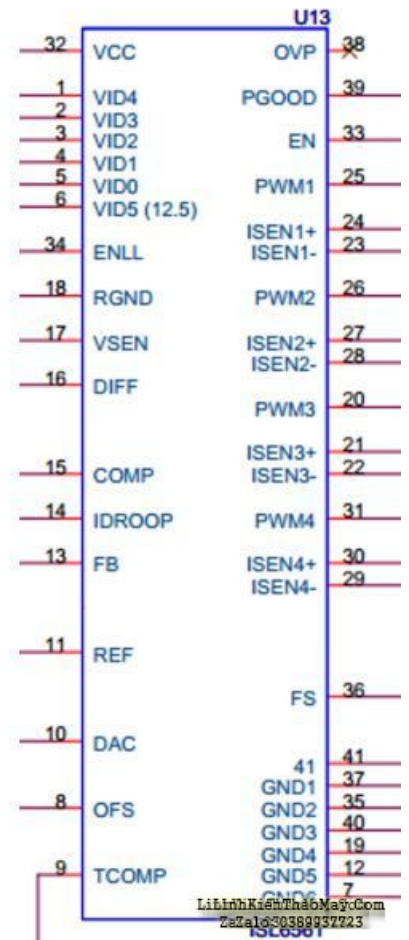 U13
32 VCC OVP 38
1 VID4 PGOOD 39
2 VID3
3 VID2 EN 33
4 VID1
5 VID0 PWM1 25
6 VID5 (12.5)
ISEN1+ 24
34 ENLL ISEN1- 23
18 RGND PWM2 26
17 VSEN ISEN2+ 27
ISEN2- 28
16 DIFF
PWM3 20
ISEN3+ 21
15 COMP ISEN3- 22
14 IDROOP PWM4 31
13 FB ISEN4+ 30
ISEN4- 29
11 REF
FS 36
10 DAC
41 41
GND1 37
8 OFS GND2 35
GND3 40
GND4 19
9 TCOMP GND5 12
GND6 7
LiLinhKienThaoMay.Com
ZaZalo:0389937723